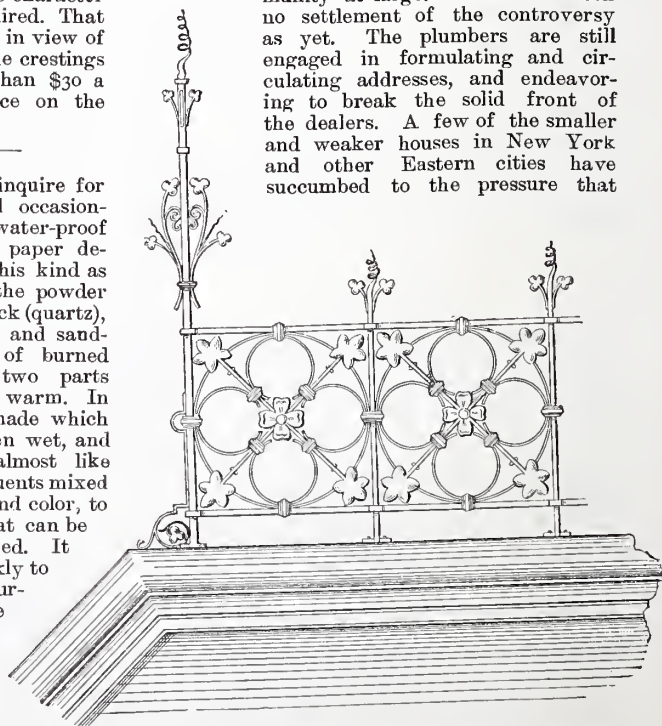 ired. That
in view of
e crestings
han $30 a
ce on the
inquire for
occasion-
water-proof
paper de-
his kind as
the powder
ck (quartz),
and sand-
of burned
two parts
warm. In
nade which
n wet, and
almost like
ients mixed
nd color, to
at can be
ed. It
kly to
ur-
e
no settlement of the controversy
as yet. The plumbers are still
engaged in formulating and cir-
culating addresses, and endeavor-
ing to break the solid front of
the dealers. A few of the smaller
and weaker houses in New York
and other Eastern cities have
succumbed to the pressure that